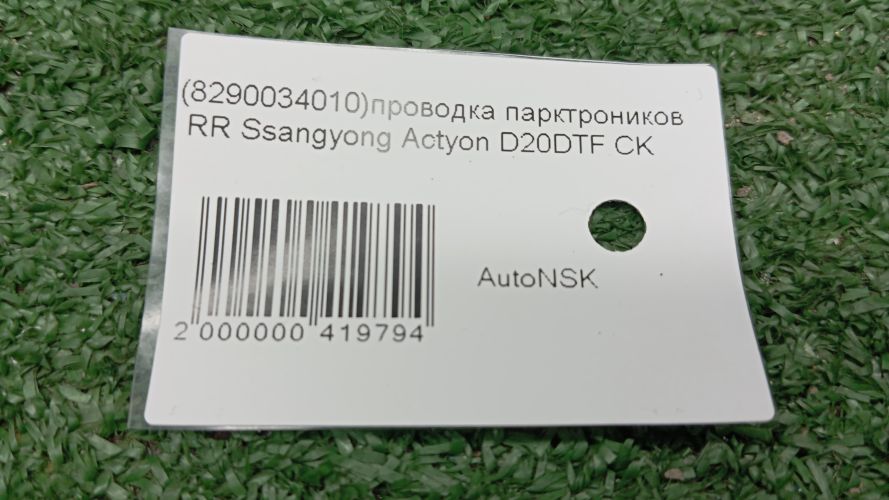 (8290034010)проводка парктроников
RR Ssangyong Actyon D20DTF CK
AutoNSK
2 000000 419794